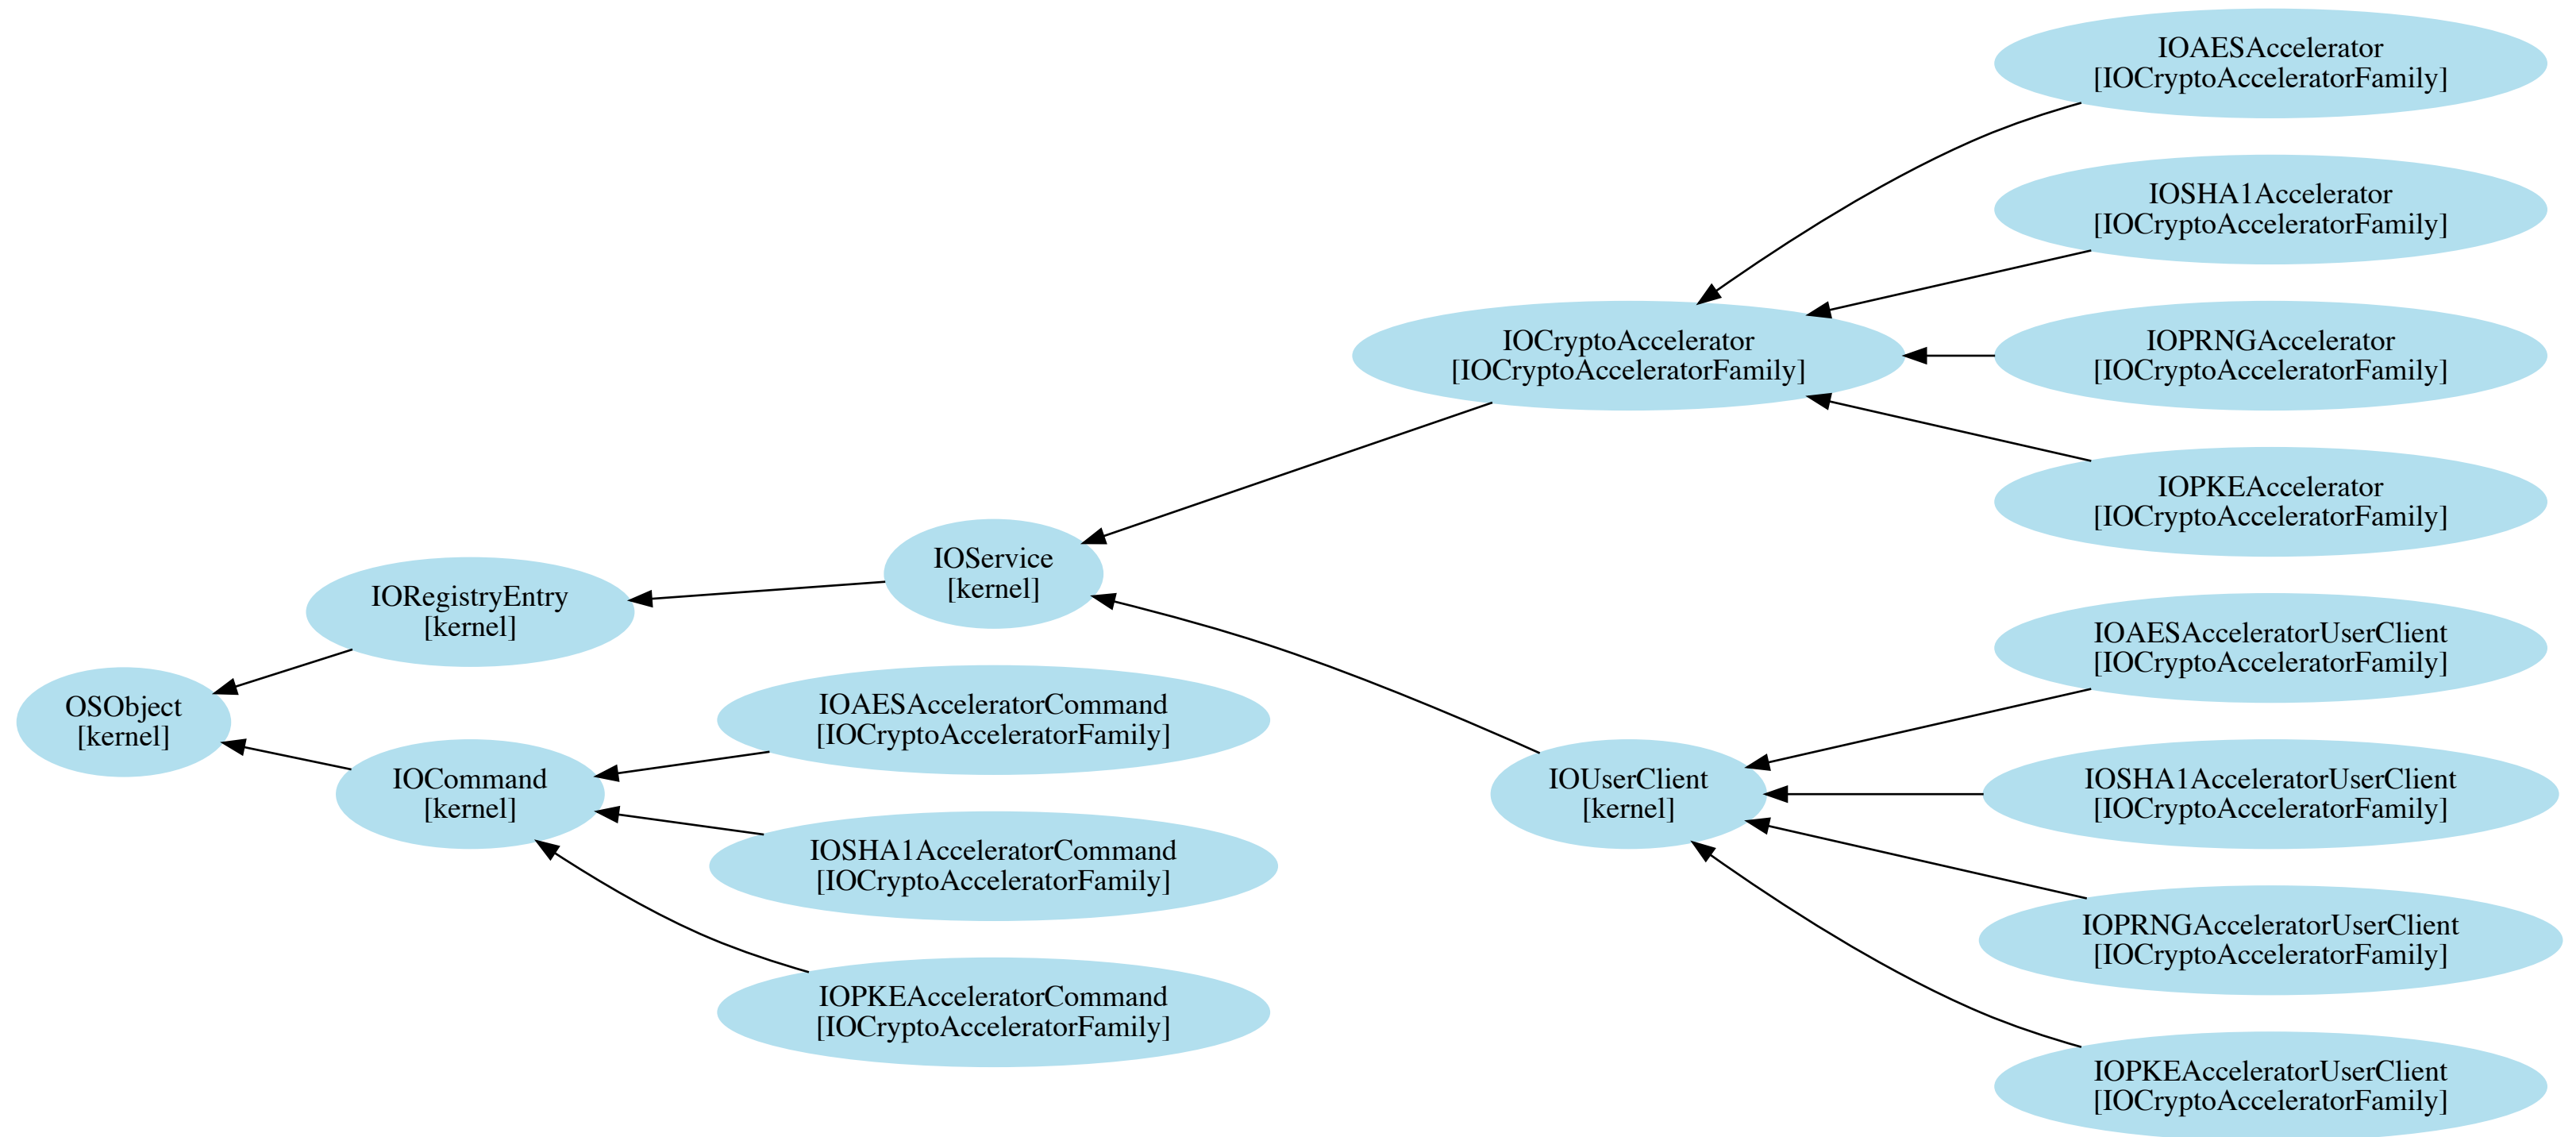 IOAESAccelerator
[IOCryptoAcceleratorFamily]
IOSHA1Accelerator
[IOCryptoAcceleratorFamily]
IOCryptoAccelerator
[IOCryptoAcceleratorFamily]
IOPRNGAccelerator
[IOCryptoAcceleratorFamily]
IOPKEAccelerator
[IOCryptoAcceleratorFamily]
IOService
[kernel]
IORegistryEntry
[kernel]
IOAESAcceleratorUserClient
[IOCryptoAcceleratorFamily]
OSObject
[kernel]
IOAESAcceleratorCommand
[IOCryptoAcceleratorFamily]
IOCommand
[kernel]
IOUserClient
[kernel]
IOSHA1AcceleratorUserClient
[IOCryptoAcceleratorFamily]
IOSHA1AcceleratorCommand
[IOCryptoAcceleratorFamily]
IOPRNGAcceleratorUserClient
[IOCryptoAcceleratorFamily]
IOPKEAcceleratorCommand
[IOCryptoAcceleratorFamily]
IOPKEAcceleratorUserClient
[IOCryptoAcceleratorFamily]